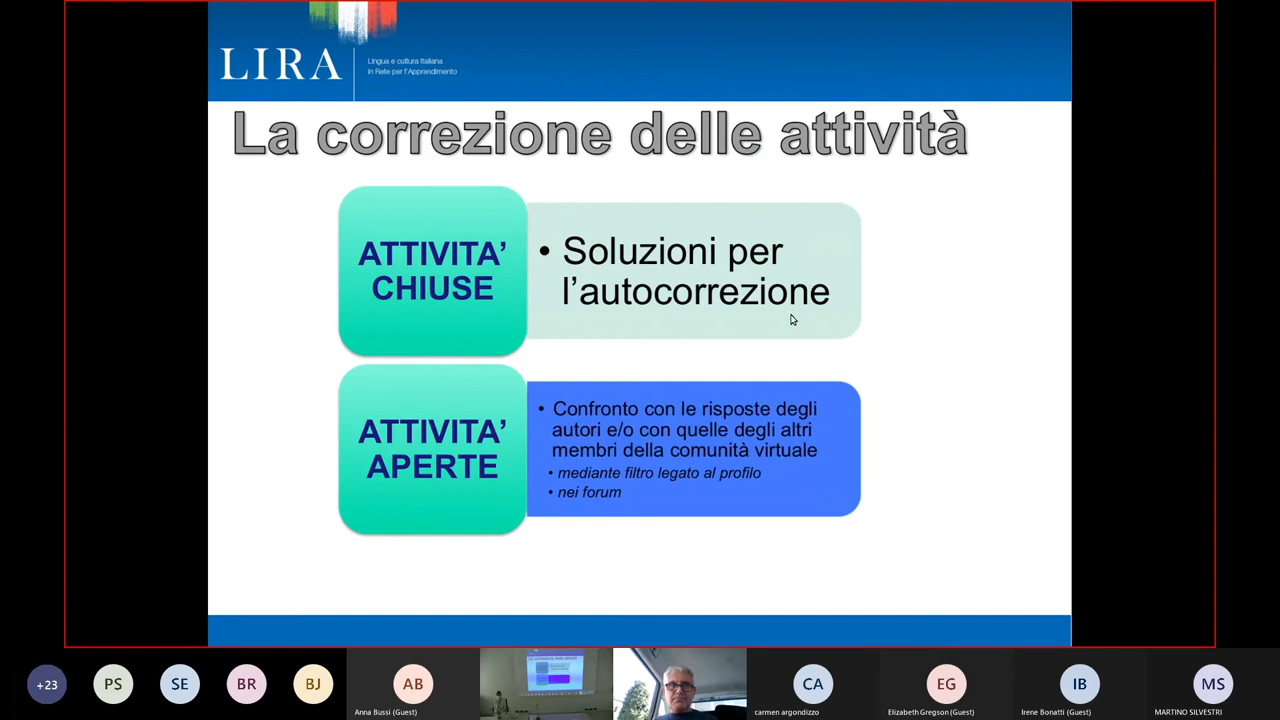 LIRA
Lingua e cultura Italiana
in Rete per l'Apprendimento
La correzione delle attività
ATTIVITA'
CHIUSE
• Soluzioni per
l'autocorrezione
ATTIVITA'
APERTE
• Confronto con le risposte degli
autori e/o con quelle degli altri
membri della comunità virtuale
• mediante filtro legato al profilo
• nei forum
+23
PS
SE
BR
BJ
AB
Anna Bussi (Guest)
CA
carmen argondizzo
EG
Elizabeth Gregson (Guest)
IB
Irene Bonatti (Guest)
MS
MARTINO SILVESTRI